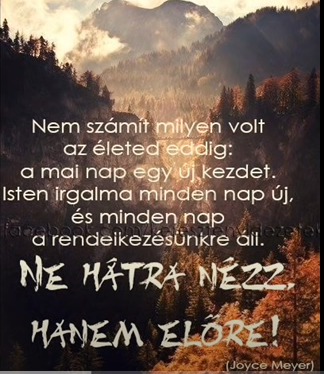 Nem számít milyen volt
az életed eddig:
a mai nap egy új kezdet.
Isten irgalma minden nap új,
és minden nap
a rendelkezésünkre áll.
NE HÁTRA NÉZZ,
HANEM ELŐRE!
(Joyce Meyer)